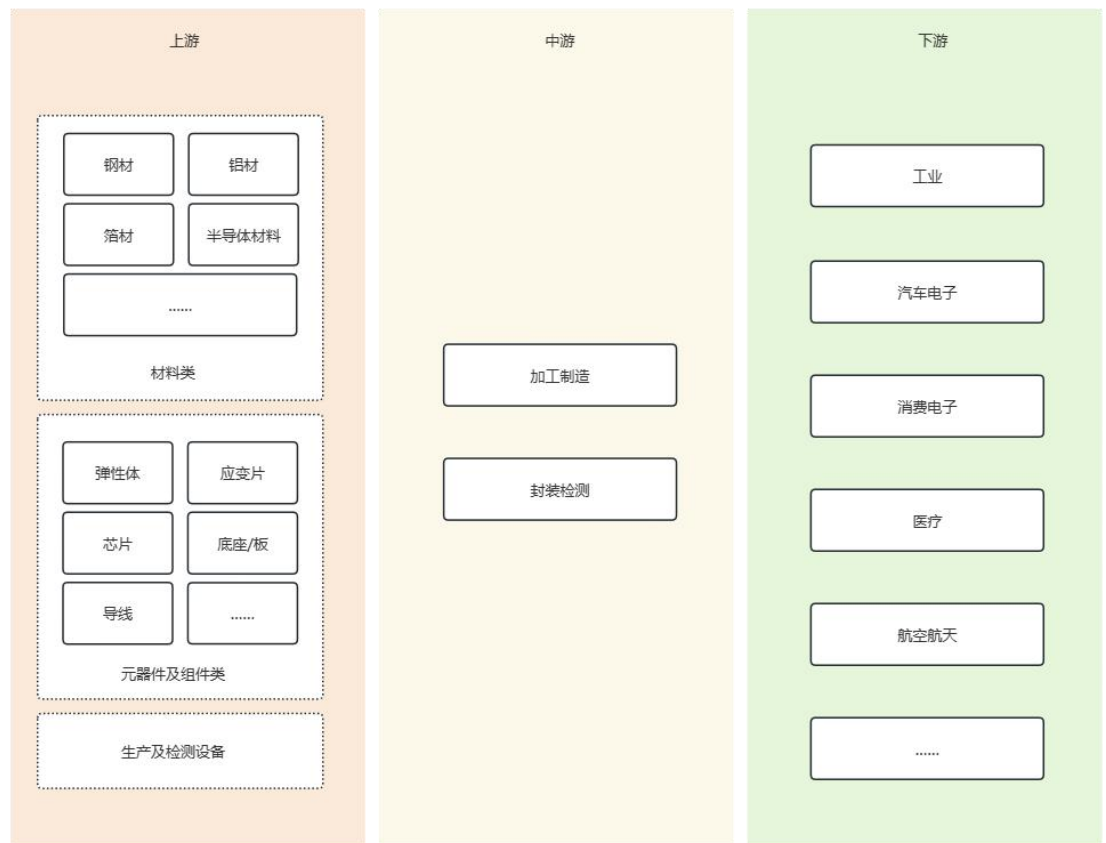 上游
钢材
铝材
箔材
半导体材料
......
材料类
弹性体
应变片
芯片
底座/板
导线
......
元器件及组件类
生产及检测设备
中游
加工制造
封装检测
下游
工业
汽车电子
消费电子
医疗
航空航天
......